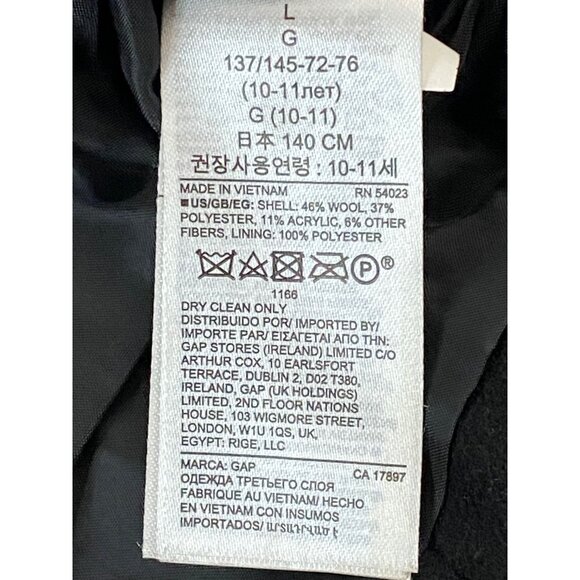 L
G
137/145-72-76
(10-11лет)
G (10-11)
日本 140 CM
권장사용연령 : 10-11세
MADE IN VIETNAM RN 54023
US/GB/EG: SHELL: 46% WOOL, 37%
POLYESTER, 11% ACRYLIC, 6% OTHER
FIBERS, LINING: 100% POLYESTER
P ®
1166
DRY CLEAN ONLY
DISTRIBUIDO POR/ IMPORTED BY/
IMPORTE PAR/ ΕΙΣΑΓΕΤΑΙ ΑΠΟ ΤΗΝ:
GAP STORES (IRELAND) LIMITED C/O
ARTHUR COX, 10 EARLSFORT
TERRACE, DUBLIN 2, D02 T380,
IRELAND, GAP (UK HOLDINGS)
LIMITED, 2ND FLOOR NATIONS
HOUSE, 103 WIGMORE STREET,
LONDON, W1U 1QS, UK,
EGYPT: RIGE, LLC
MARCA: GAP CA 17897
ОДЕЖДА ТРЕТЬЕГО СЛОЯ
FABRIQUE AU VIETNAM/ HECHO
EN VIETNAM CON INSUMOS
IMPORTADOS/ ԱՐՏԱԴՐՎԱԾ Է